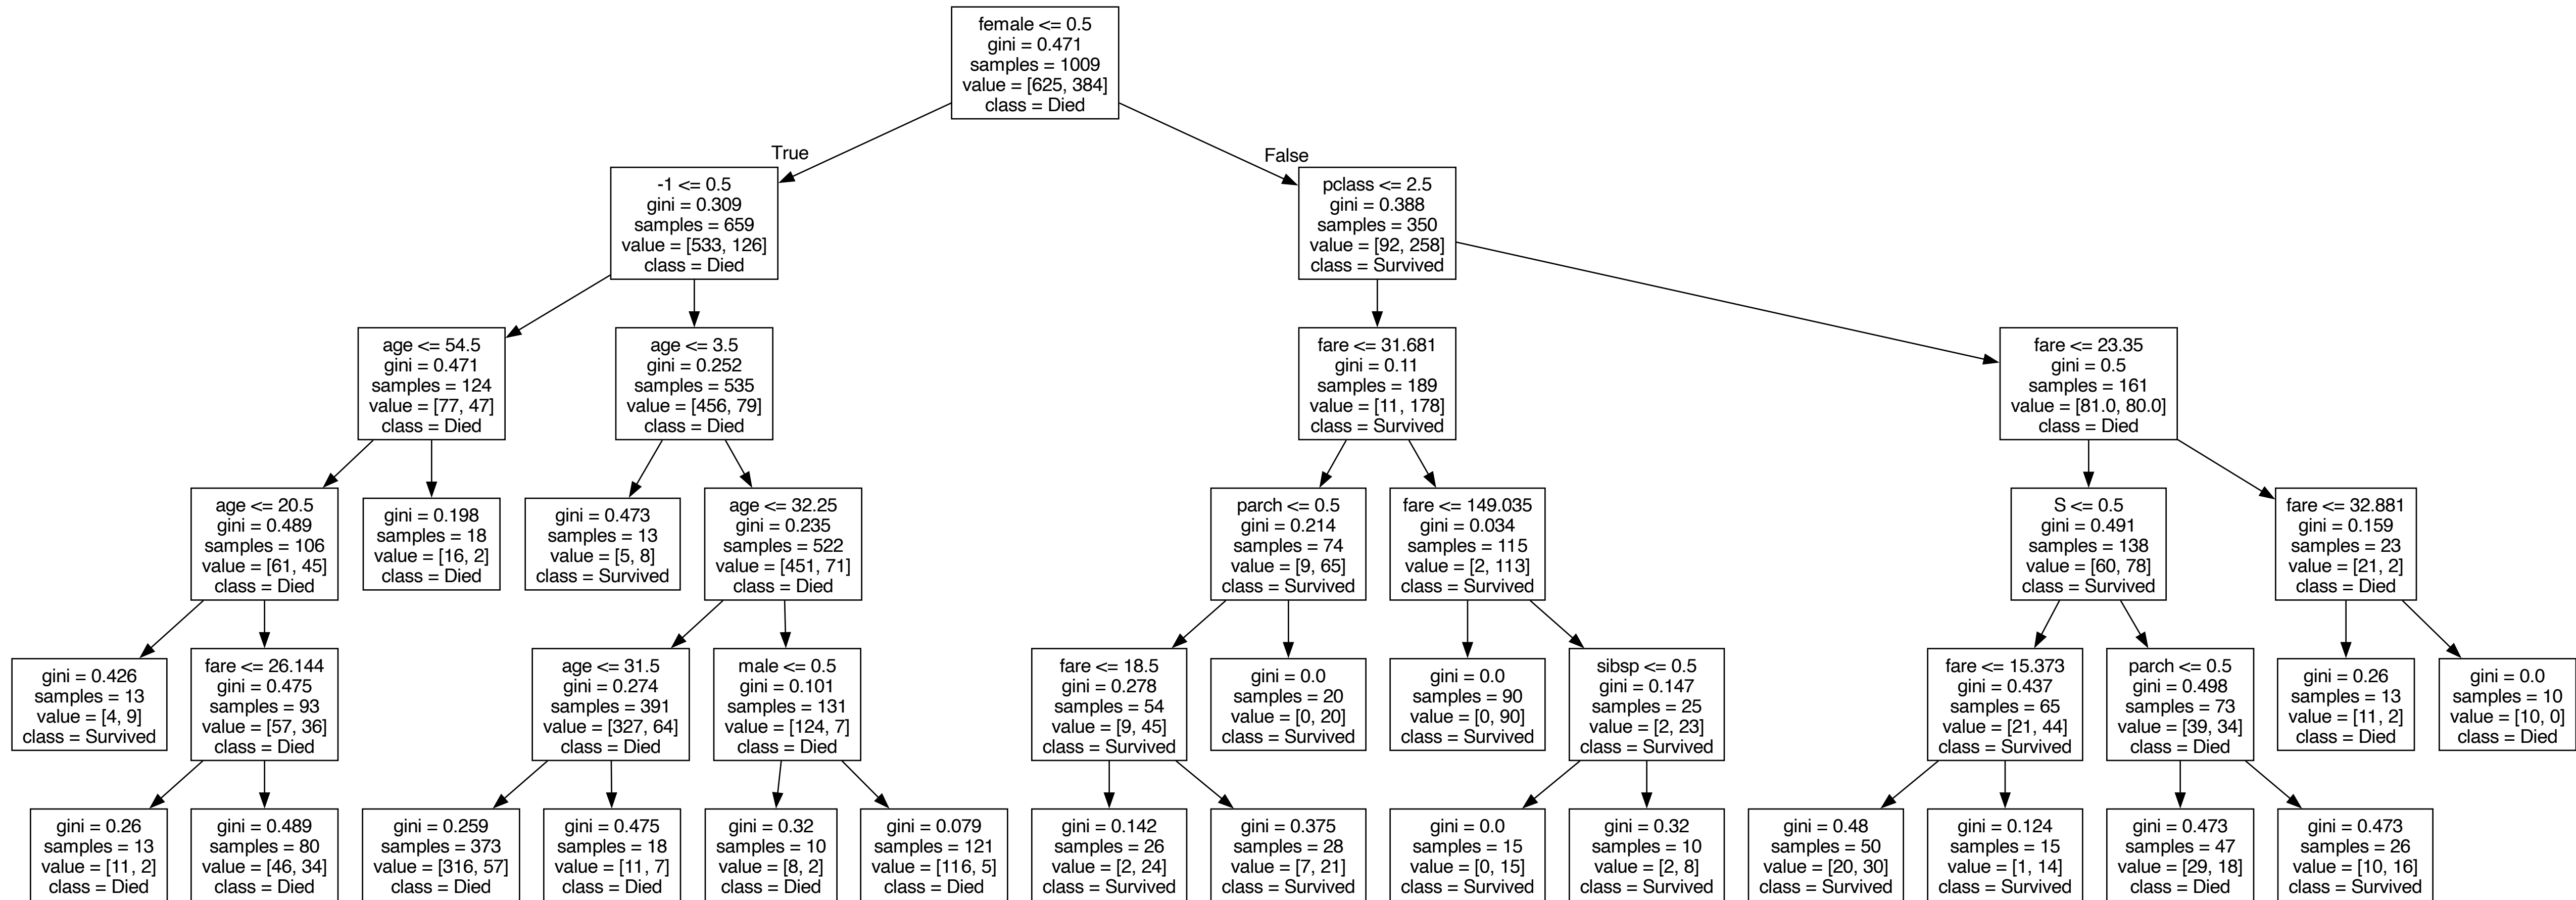 female <= 0.5
gini = 0.471
samples = 1009
value = [625, 384]
class = Died
True
False
-1 <= 0.5
gini = 0.309
samples = 659
value = [533, 126]
class = Died
pclass <= 2.5
gini = 0.388
samples = 350
value = [92, 258]
class = Survived
age <= 54.5
gini = 0.471
samples = 124
value = [77, 47]
class = Died
age <= 3.5
gini = 0.252
samples = 535
value = [456, 79]
class = Died
fare <= 31.681
gini = 0.11
samples = 189
value = [11, 178]
class = Survived
fare <= 23.35
gini = 0.5
samples = 161
value = [81.0, 80.0]
class = Died
age <= 20.5
gini = 0.489
samples = 106
value = [61, 45]
class = Died
gini = 0.198
samples = 18
value = [16, 2]
class = Died
gini = 0.473
samples = 13
value = [5, 8]
class = Survived
age <= 32.25
gini = 0.235
samples = 522
value = [451, 71]
class = Died
parch <= 0.5
gini = 0.214
samples = 74
value = [9, 65]
class = Survived
fare <= 149.035
gini = 0.034
samples = 115
value = [2, 113]
class = Survived
S <= 0.5
gini = 0.491
samples = 138
value = [60, 78]
class = Survived
fare <= 32.881
gini = 0.159
samples = 23
value = [21, 2]
class = Died
gini = 0.426
samples = 13
value = [4, 9]
class = Survived
fare <= 26.144
gini = 0.475
samples = 93
value = [57, 36]
class = Died
age <= 31.5
gini = 0.274
samples = 391
value = [327, 64]
class = Died
male <= 0.5
gini = 0.101
samples = 131
value = [124, 7]
class = Died
fare <= 18.5
gini = 0.278
samples = 54
value = [9, 45]
class = Survived
gini = 0.0
samples = 20
value = [0, 20]
class = Survived
gini = 0.0
samples = 90
value = [0, 90]
class = Survived
sibsp <= 0.5
gini = 0.147
samples = 25
value = [2, 23]
class = Survived
fare <= 15.373
gini = 0.437
samples = 65
value = [21, 44]
class = Survived
parch <= 0.5
gini = 0.498
samples = 73
value = [39, 34]
class = Died
gini = 0.26
samples = 13
value = [11, 2]
class = Died
gini = 0.0
samples = 10
value = [10, 0]
class = Died
gini = 0.26
samples = 13
value = [11, 2]
class = Died
gini = 0.489
samples = 80
value = [46, 34]
class = Died
gini = 0.259
samples = 373
value = [316, 57]
class = Died
gini = 0.475
samples = 18
value = [11, 7]
class = Died
gini = 0.32
samples = 10
value = [8, 2]
class = Died
gini = 0.079
samples = 121
value = [116, 5]
class = Died
gini = 0.142
samples = 26
value = [2, 24]
class = Survived
gini = 0.375
samples = 28
value = [7, 21]
class = Survived
gini = 0.0
samples = 15
value = [0, 15]
class = Survived
gini = 0.32
samples = 10
value = [2, 8]
class = Survived
gini = 0.48
samples = 50
value = [20, 30]
class = Survived
gini = 0.124
samples = 15
value = [1, 14]
class = Survived
gini = 0.473
samples = 47
value = [29, 18]
class = Died
gini = 0.473
samples = 26
value = [10, 16]
class = Survived